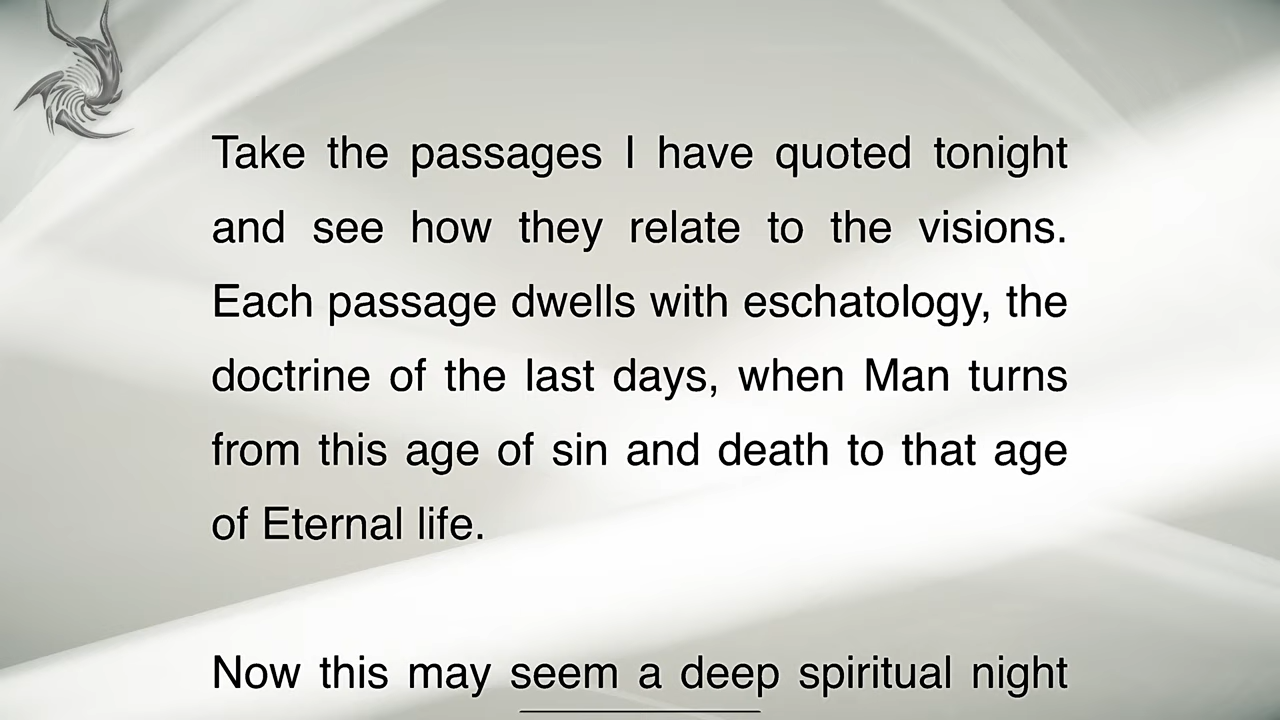 Take the passages I have quoted tonight
and see how they relate to the visions.
Each passage dwells with eschatology, the
doctrine of the last days, when Man turns
from this age of sin and death to that age
of Eternal life.
Now this may seem a deep spiritual night